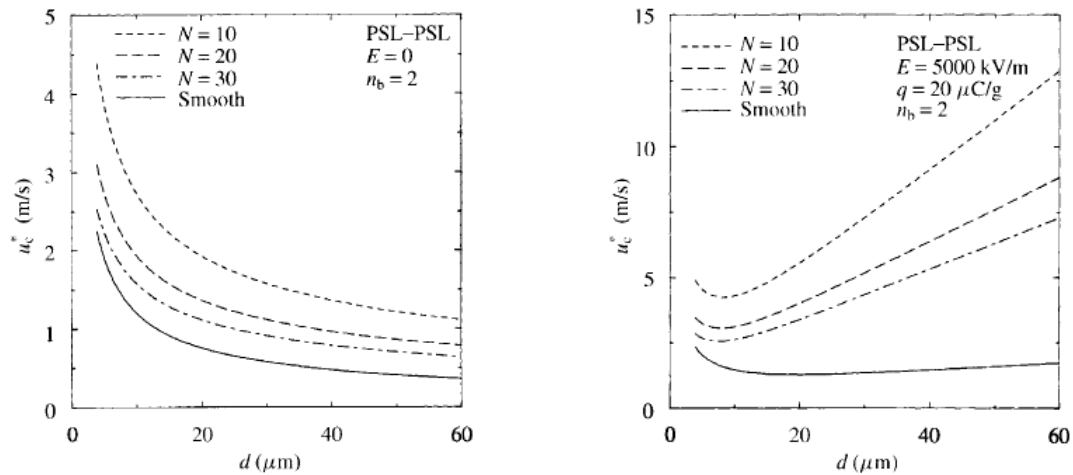 5
4
3
2
1
0
u_c^* (m/s)
N = 10
N = 20
N = 30
Smooth
PSL–PSL
E = 0
n_b = 2
0
20
40
60
d (μm)
15
10
5
0
u_c^* (m/s)
N = 10
N = 20
N = 30
Smooth
PSL–PSL
E = 5000 kV/m
q = 20 μC/g
n_b = 2
0
20
40
60
d (μm)